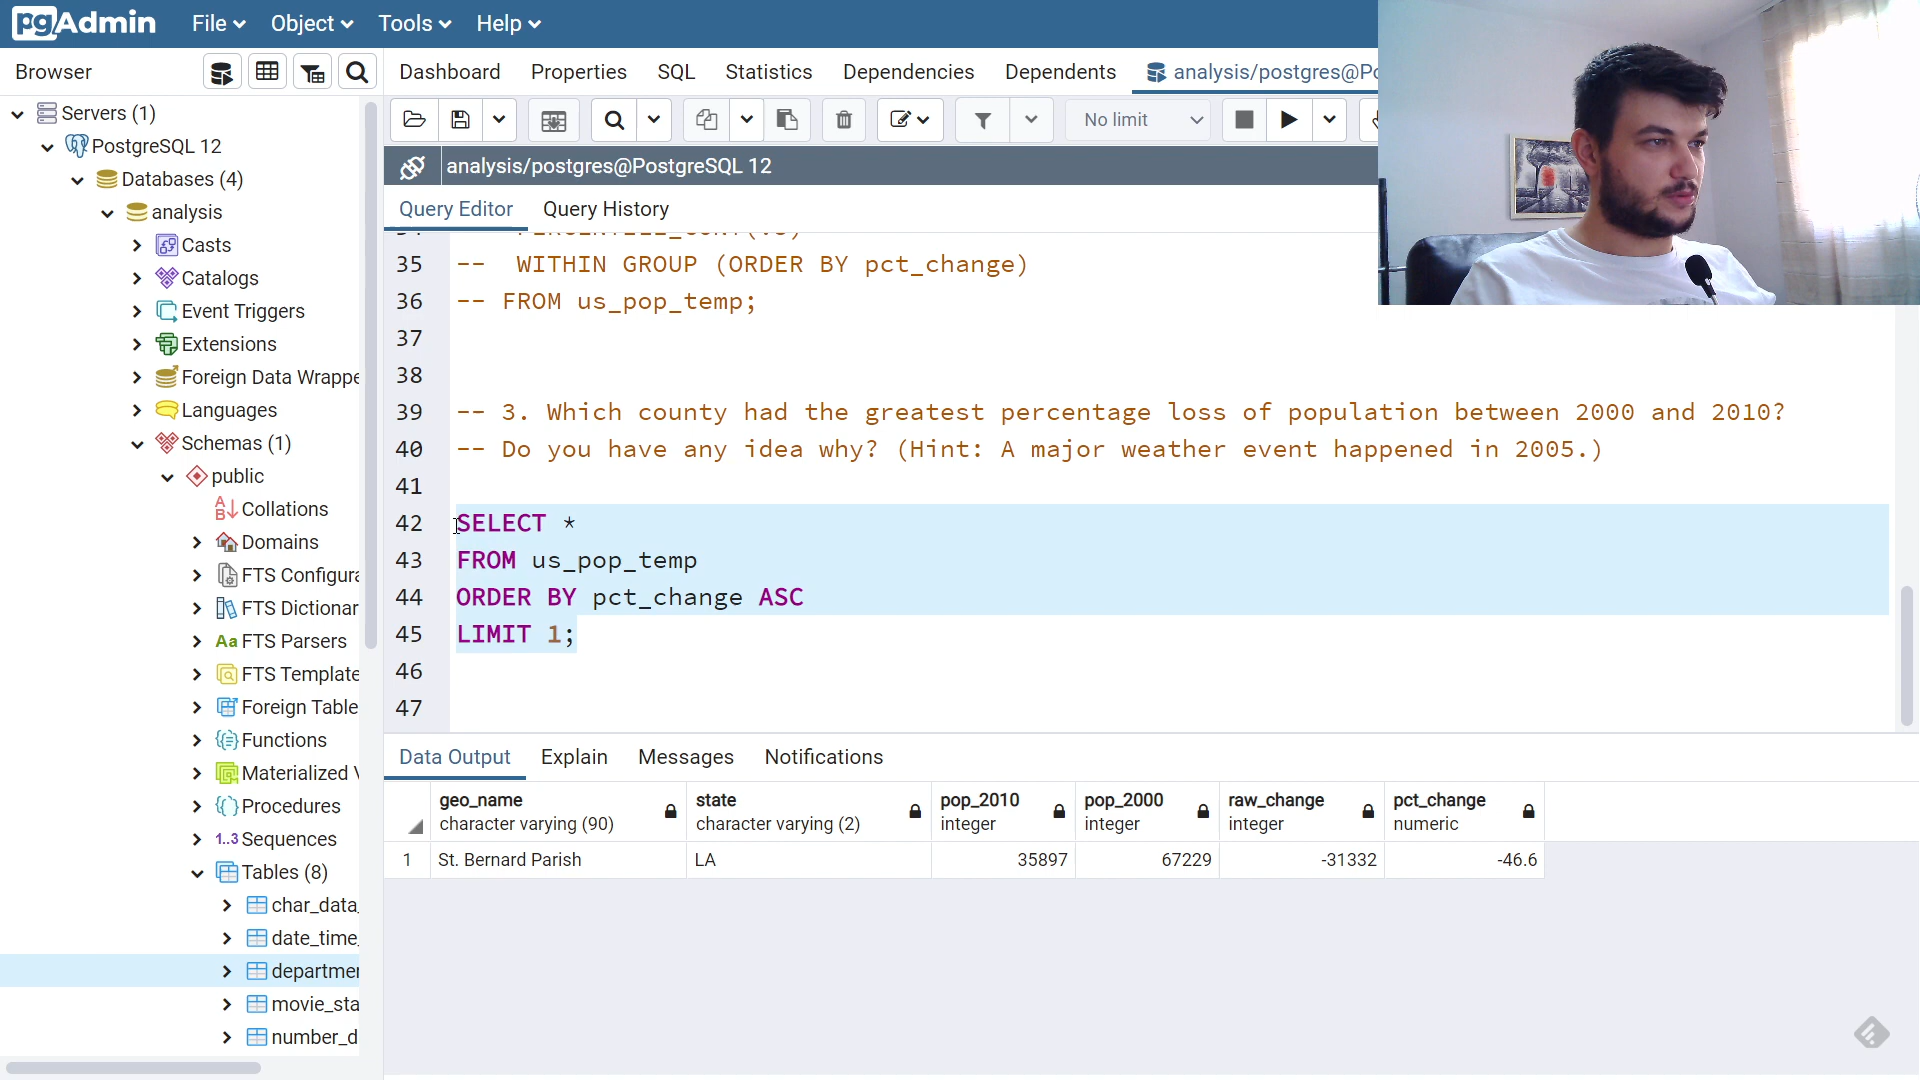 pgAdmin
File
Object
Tools
Help
Browser
Dashboard
Properties
SQL
Statistics
Dependencies
Dependents
analysis/postgres@P
No limit
analysis/postgres@PostgreSQL 12
Query Editor
Query History
Servers (1)
PostgreSQL 12
Databases (4)
analysis
Casts
Catalogs
Event Triggers
Extensions
Foreign Data Wrappe
Languages
Schemas (1)
public
Collations
Domains
FTS Configura
FTS Dictionar
Aa FTS Parsers
FTS Template
Foreign Table
Functions
Materialized V
Procedures
1..3 Sequences
Tables (8)
char_data_
date_time_
departmen
movie_sta
number_d
35 -- WITHIN GROUP (ORDER BY pct_change)
36 -- FROM us_pop_temp;
37
38
39 -- 3. Which county had the greatest percentage loss of population between 2000 and 2010?
40 -- Do you have any idea why? (Hint: A major weather event happened in 2005.)
41
42 SELECT *
43 FROM us_pop_temp
44 ORDER BY pct_change ASC
45 LIMIT 1;
46
47
Data Output
Explain
Messages
Notifications
geo_name
character varying (90)
state
character varying (2)
pop_2010
integer
pop_2000
integer
raw_change
integer
pct_change
numeric
1 St. Bernard Parish LA 35897 67229 -31332 -46.6